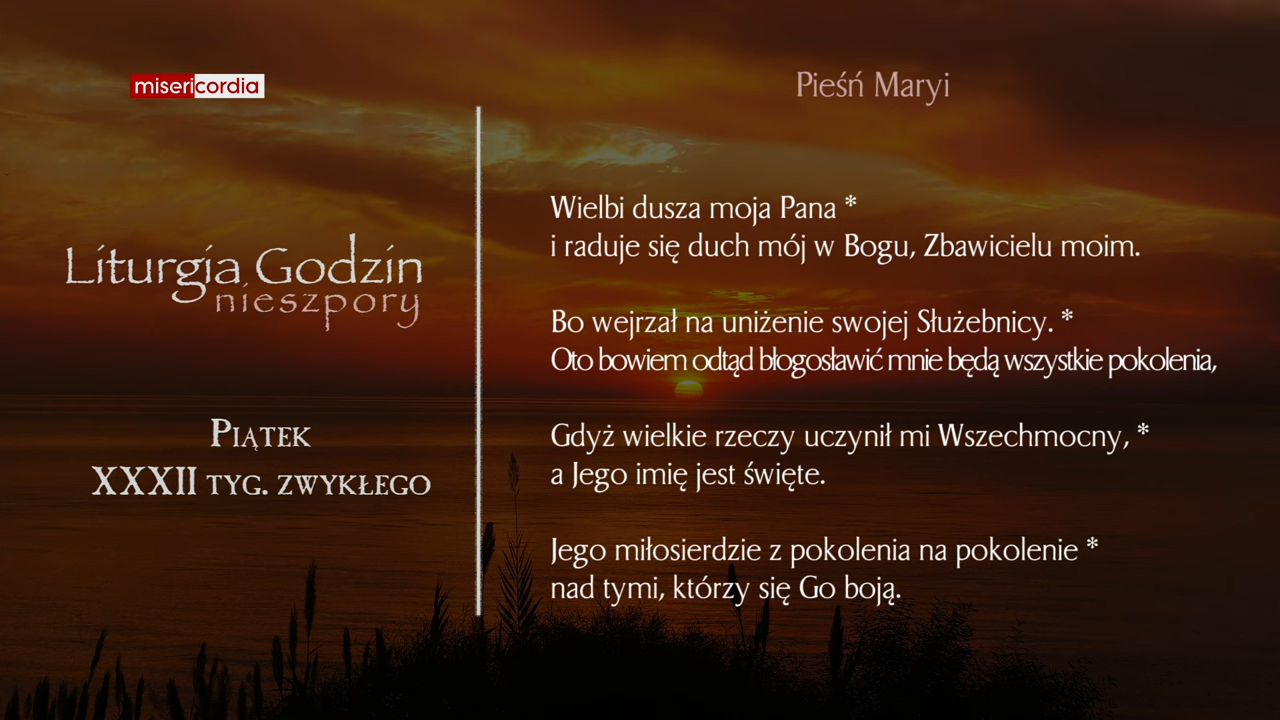 misericordia
Liturgia Godzin
nieszpory
Piątek
XXXII tyg. zwykłego
Pieśń Maryi
Wielbi dusza moja Pana *
i raduje się duch mój w Bogu, Zbawicielu moim.
Bo wejrzał na uniżenie swojej Służebnicy. *
Oto bowiem odtąd błogosławić mnie będą wszystkie pokolenia,
Gdyż wielkie rzeczy uczynił mi Wszechmocny, *
a Jego imię jest święte.
Jego miłosierdzie z pokolenia na pokolenie *
nad tymi, którzy się Go boją.